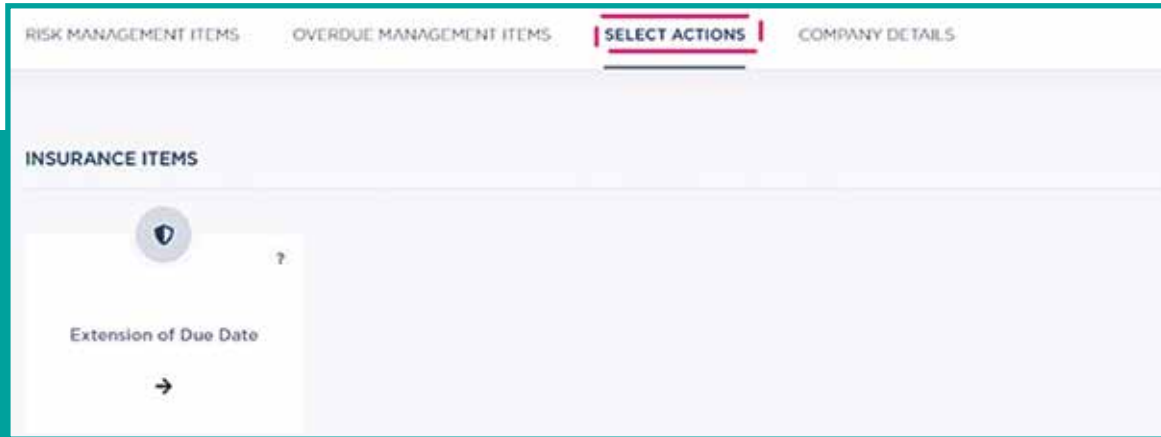 RISK MANAGEMENT ITEMS OVERDUE MANAGEMENT ITEMS SELECT ACTIONS COMPANY DETAILS
INSURANCE ITEMS
?
Extension of Due Date
→